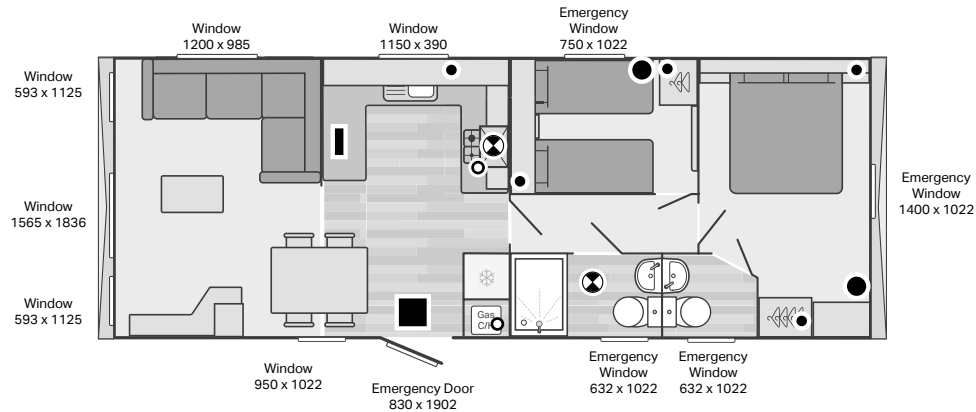 Window
1200 x 985
Window
1150 x 390
Emergency
Window
750 x 1022
Window
593 x 1125
Window
1565 x 1836
Window
593 x 1125
Emergency
Window
1400 x 1022
Gas
C/H
Window
950 x 1022
Emergency Door
830 x 1902
Emergency
Window
632 x 1022
Emergency
Window
632 x 1022